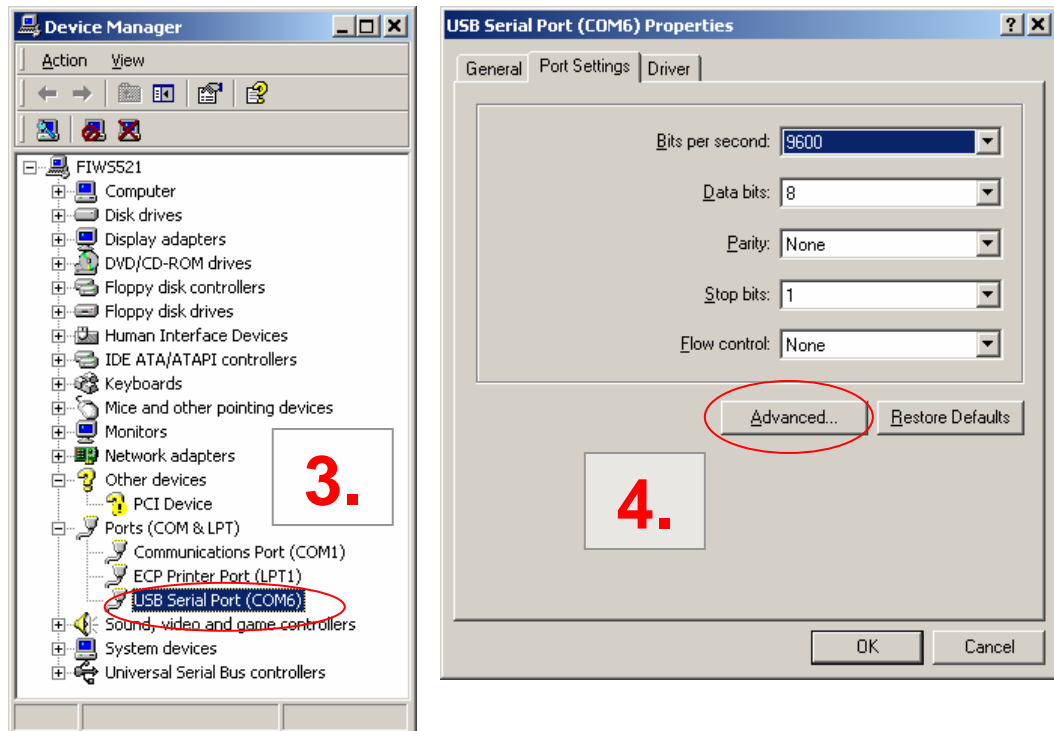 Device Manager
Action View
FIWS521
Computer
Disk drives
Display adapters
DVD/CD-ROM drives
Floppy disk controllers
Floppy disk drives
Human Interface Devices
IDE ATA/ATAPI controllers
Keyboards
Mice and other pointing devices
Monitors
Network adapters
Other devices
PCI Device
Ports (COM & LPT)
Communications Port (COM1)
ECP Printer Port (LPT1)
USB Serial Port (COM6)
Sound, video and game controllers
System devices
Universal Serial Bus controllers
3.
USB Serial Port (COM6) Properties
General Port Settings Driver
Bits per second: 9600
Data bits: 8
Parity: None
Stop bits: 1
Flow control: None
Advanced... Restore Defaults
4.
OK Cancel